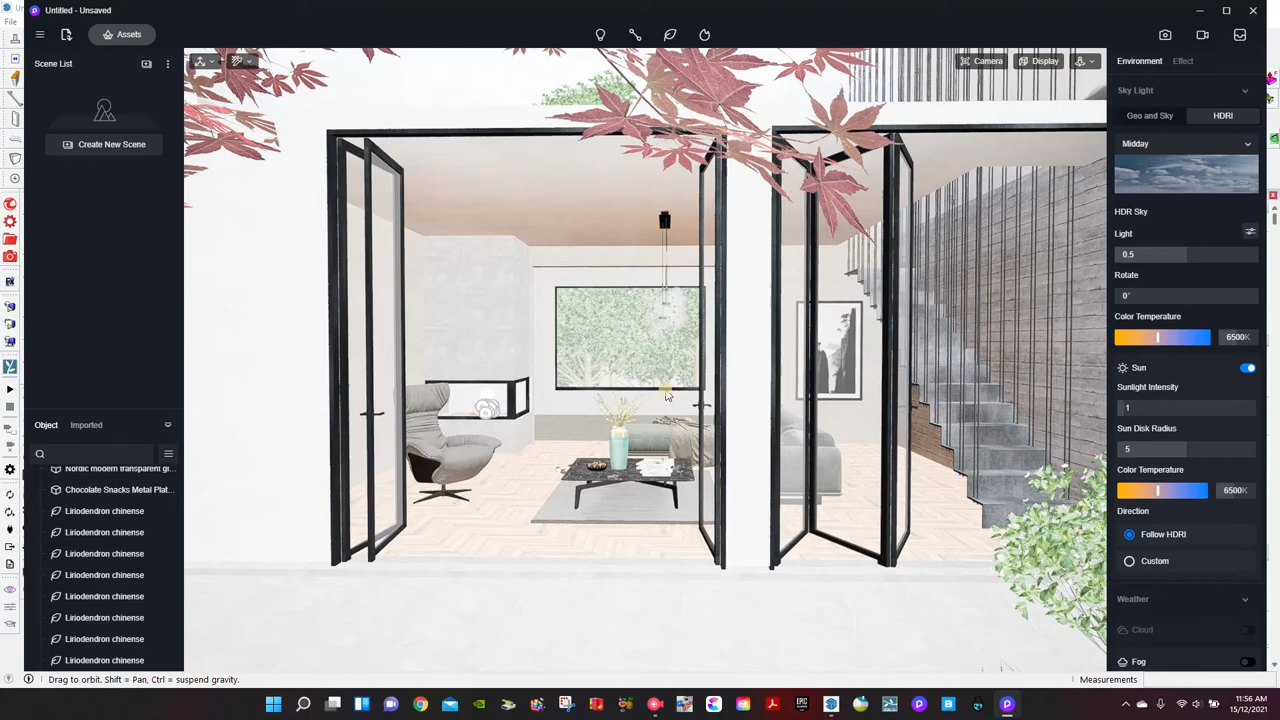 Untitled - Unsaved
File
Assets
Scene List
Create New Scene
Object
Imported
Nordic modern transparent gl...
Chocolate Snacks Metal Plat...
Liriodendron chinense
Liriodendron chinense
Liriodendron chinense
Liriodendron chinense
Liriodendron chinense
Liriodendron chinense
Liriodendron chinense
Liriodendron chinense
Camera
Display
Environment
Effect
Sky Light
Geo and Sky
HDRI
Midday
HDR Sky
Light
0.5
Rotate
0°
Color Temperature
6500K
Sun
Sunlight Intensity
1
Sun Disk Radius
5
Color Temperature
6500K
Direction
Follow HDRI
Custom
Weather
Cloud
Fog
Drag to orbit. Shift = Pan, Ctrl = suspend gravity.
Measurements
11:56 AM
15/12/2021